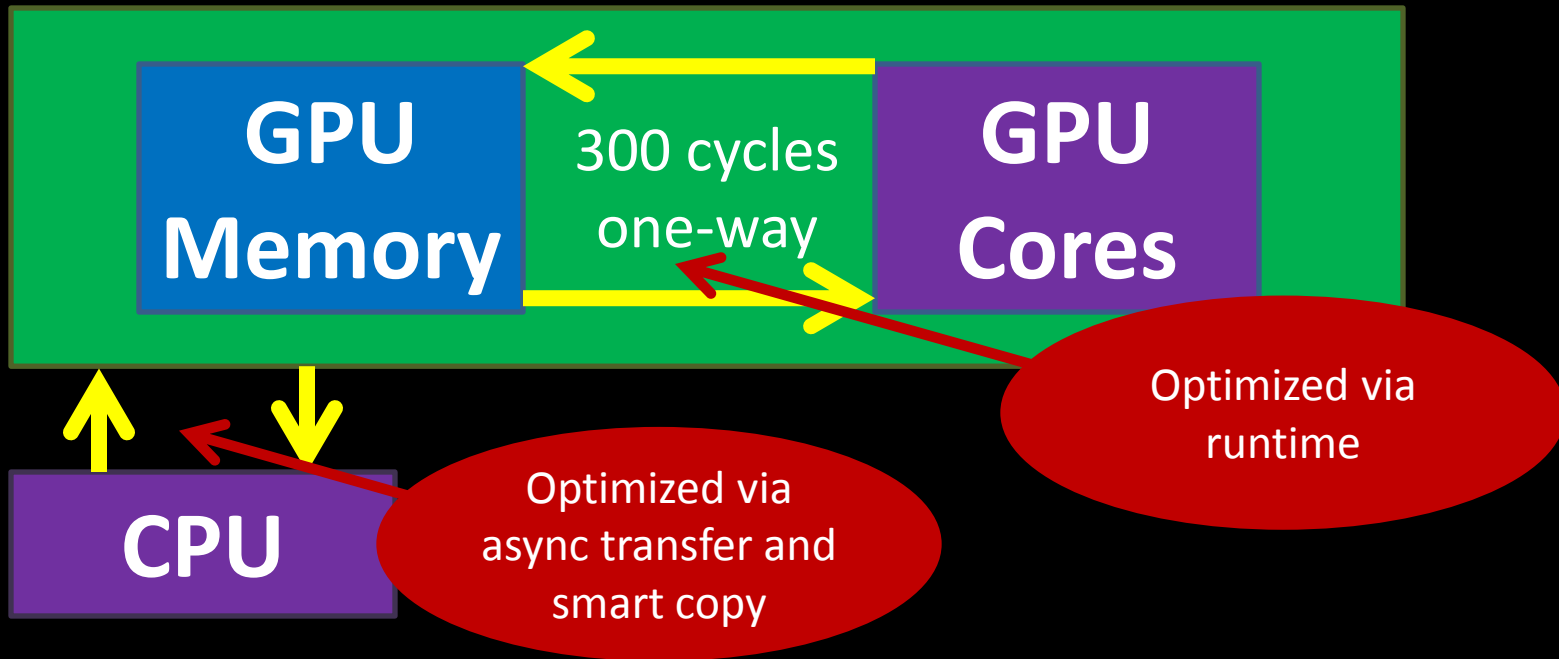 GPU
Memory
300 cycles
one-way
GPU
Cores
Optimized via
runtime
CPU
Optimized via
async transfer and
smart copy